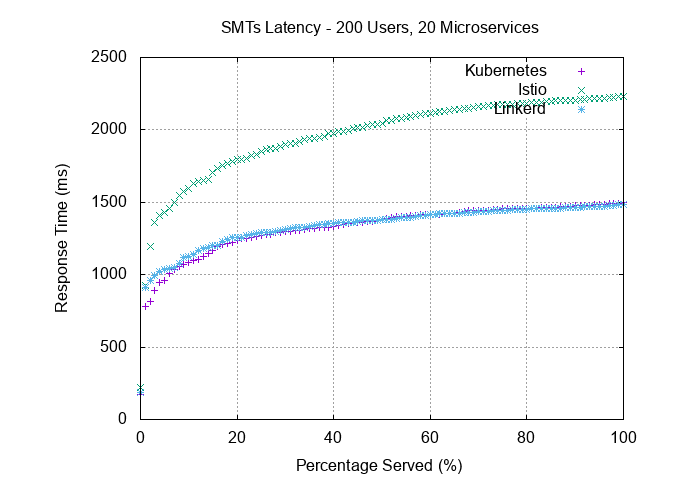 SMTs Latency - 200 Users, 20 Microservices
2500
2000
1500
1000
500
0
Response Time (ms)
Kubernetes
Istio
Linkerd
0 20 40 60 80 100
Percentage Served (%)